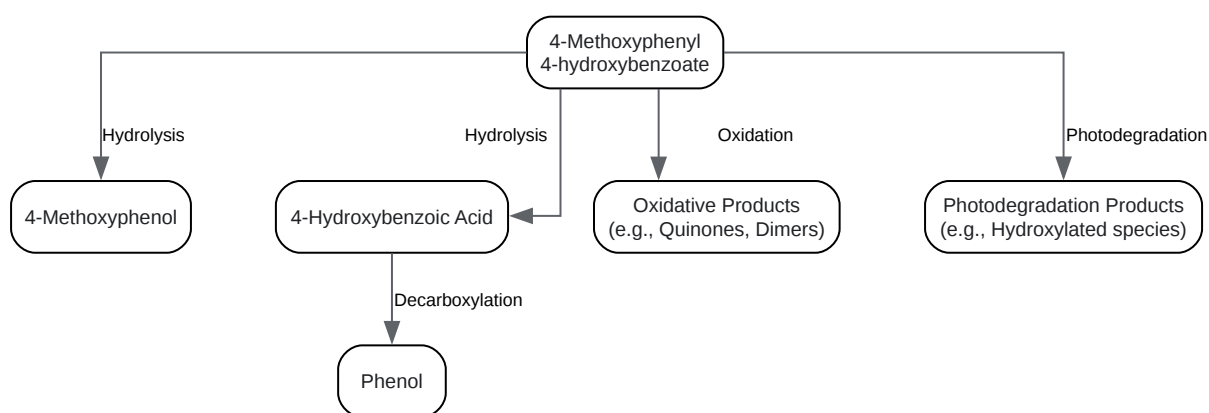 4-Methoxyphenyl
4-hydroxybenzoate
Hydrolysis
Hydrolysis
Oxidation
Photodegradation
4-Methoxyphenol
4-Hydroxybenzoic Acid
Oxidative Products
(e.g., Quinones, Dimers)
Photodegradation Products
(e.g., Hydroxylated species)
Decarboxylation
Phenol